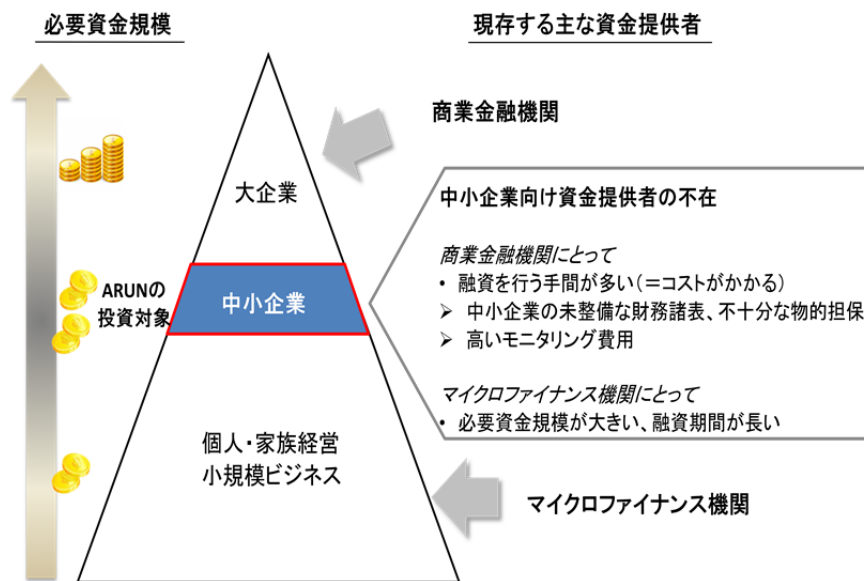 必要資金規模
現存する主な資金提供者
商業金融機関
大企業
中小企業向け資金提供者の不在
商業金融機関にとって
・ 融資を行う手間が多い(=コストがかかる)
➢ 中小企業の未整備な財務諸表、不十分な物的担保
➢ 高いモニタリング費用
マイクロファイナンス機関にとって
・ 必要資金規模が大きい、融資期間が長い
ARUNの
投資対象
中小企業
個人・家族経営
小規模ビジネス
マイクロファイナンス機関